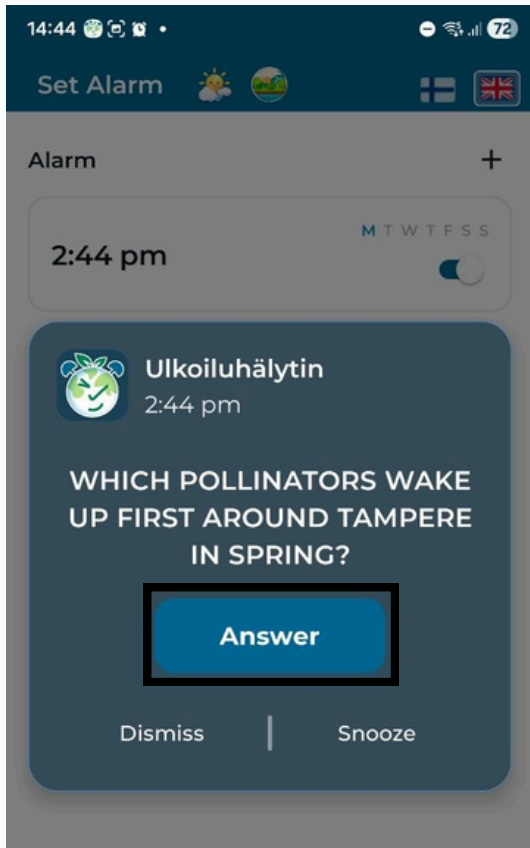 14:44 72
Set Alarm
Alarm +
M T W T F S S
2:44 pm
Ulkoiluhälytin
2:44 pm
WHICH POLLINATORS WAKE
UP FIRST AROUND TAMPERE
IN SPRING?
Answer
Dismiss | Snooze